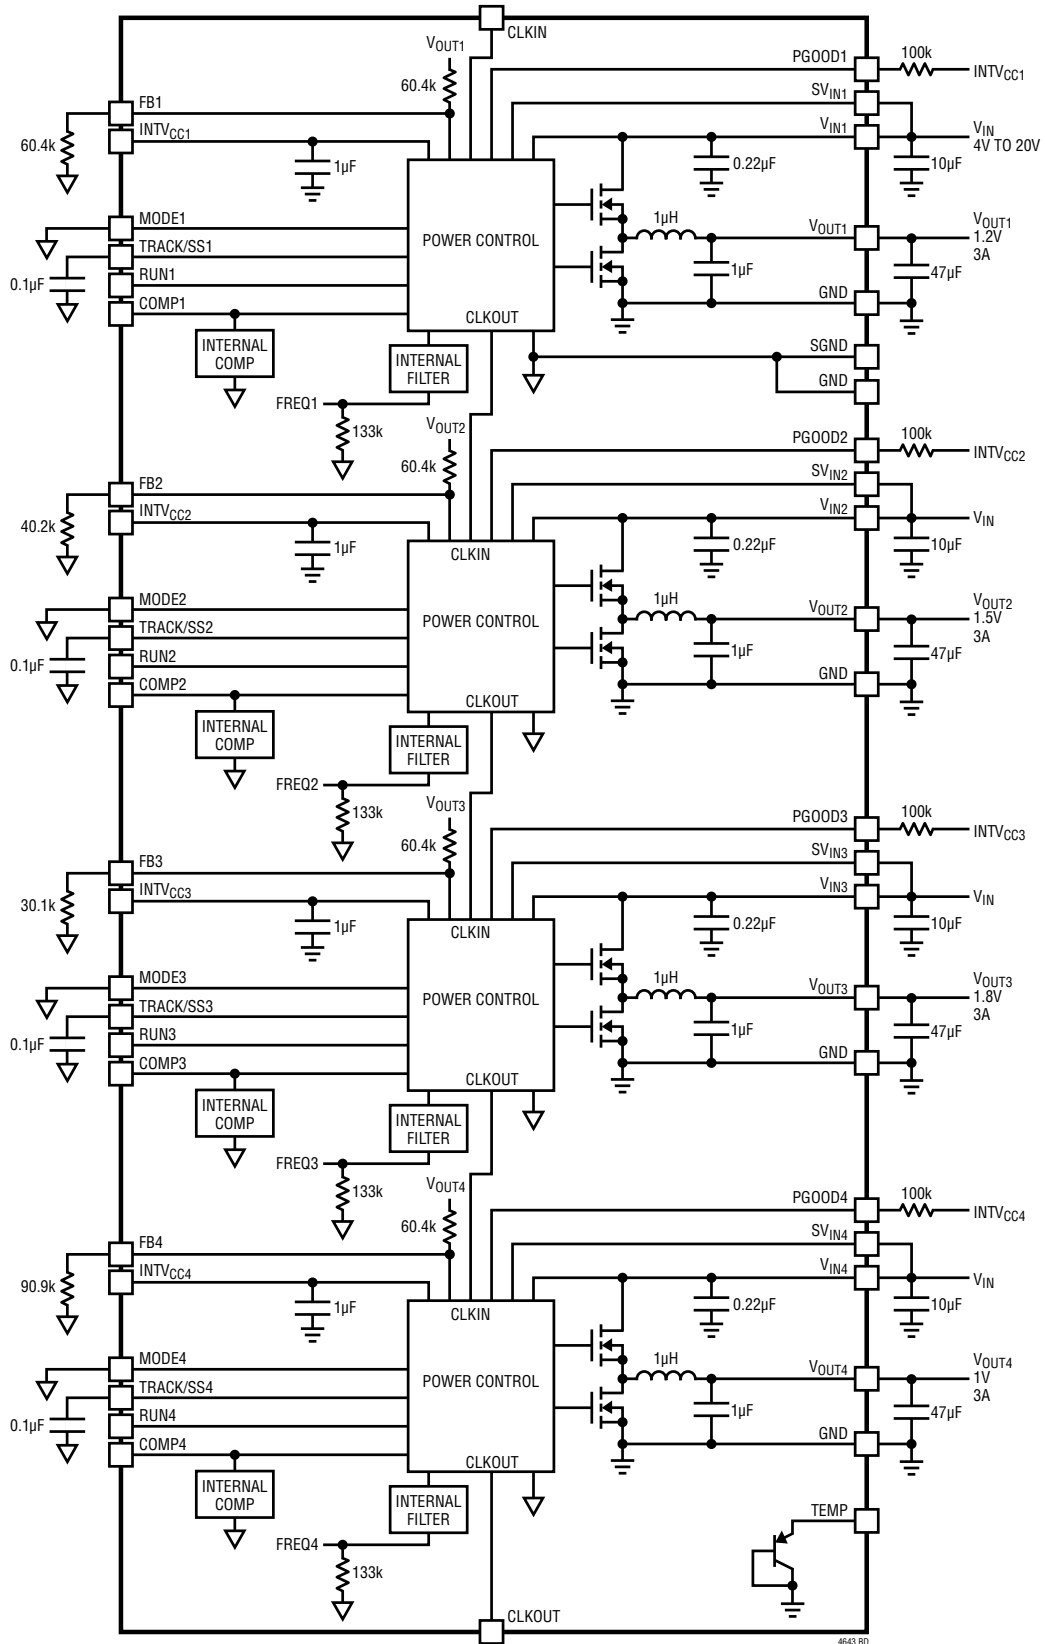 CLKIN
VOUT1
60.4k
PGOOD1
100k
INTVCC1
SVIN1
FB1
60.4k
INTVCC1
1µF
VIN1
VIN
4V TO 20V
0.22µF
10µF
MODE1
TRACK/SS1
0.1µF
RUN1
COMP1
POWER CONTROL
1µH
VOUT1
VOUT1
1.2V
3A
1µF
47µF
GND
CLKOUT
INTERNAL
COMP
INTERNAL
FILTER
SGND
GND
FREQ1
133k
VOUT2
60.4k
PGOOD2
100k
INTVCC2
SVIN2
FB2
40.2k
INTVCC2
1µF
VIN2
VIN
0.22µF
10µF
CLKIN
MODE2
TRACK/SS2
0.1µF
RUN2
COMP2
POWER CONTROL
1µH
VOUT2
VOUT2
1.5V
3A
1µF
47µF
GND
CLKOUT
INTERNAL
COMP
INTERNAL
FILTER
FREQ2
133k
VOUT3
60.4k
PGOOD3
100k
INTVCC3
SVIN3
FB3
30.1k
INTVCC3
1µF
VIN3
VIN
0.22µF
10µF
CLKIN
MODE3
TRACK/SS3
0.1µF
RUN3
COMP3
POWER CONTROL
1µH
VOUT3
VOUT3
1.8V
3A
1µF
47µF
GND
CLKOUT
INTERNAL
COMP
INTERNAL
FILTER
FREQ3
133k
VOUT4
60.4k
PGOOD4
100k
INTVCC4
SVIN4
FB4
90.9k
INTVCC4
1µF
VIN4
VIN
0.22µF
10µF
CLKIN
MODE4
TRACK/SS4
0.1µF
RUN4
COMP4
POWER CONTROL
1µH
VOUT4
VOUT4
1V
3A
1µF
47µF
GND
CLKOUT
INTERNAL
COMP
INTERNAL
FILTER
FREQ4
133k
TEMP
CLKOUT
4643 BD